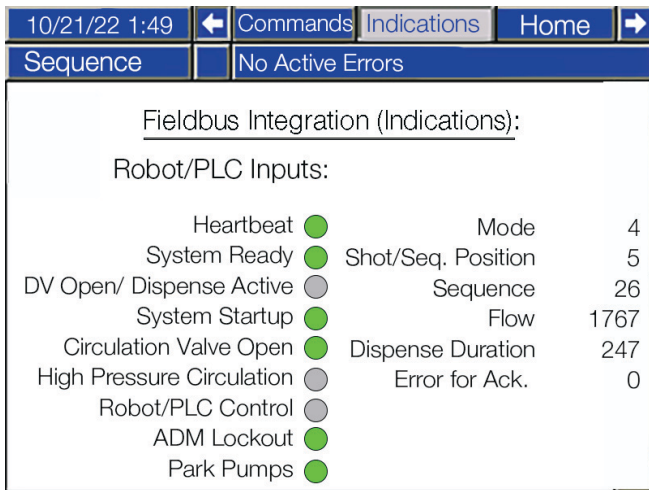 10/21/22 1:49 Commands Indications Home
Sequence No Active Errors
Fieldbus Integration (Indications):
Robot/PLC Inputs:
Heartbeat Mode 4
System Ready Shot/Seq. Position 5
DV Open/ Dispense Active Sequence 26
System Startup Flow 1767
Circulation Valve Open Dispense Duration 247
High Pressure Circulation Error for Ack. 0
Robot/PLC Control
ADM Lockout
Park Pumps